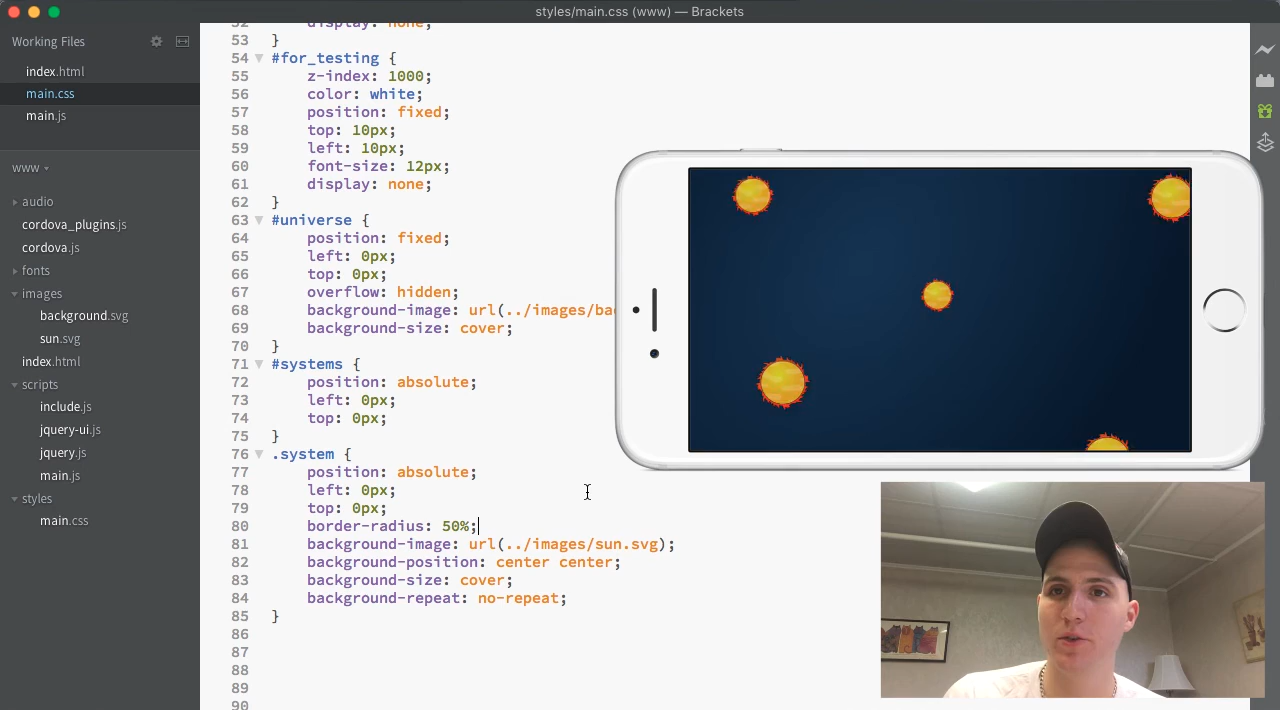 styles/main.css (www) — Brackets
Working Files
index.html
main.css
main.js
www
audio
cordova_plugins.js
cordova.js
fonts
images
background.svg
sun.svg
index.html
scripts
include.js
jquery-ui.js
jquery.js
main.js
styles
main.css
52 display: none;
53 }
54 #for_testing {
55 z-index: 1000;
56 color: white;
57 position: fixed;
58 top: 10px;
59 left: 10px;
60 font-size: 12px;
61 display: none;
62 }
63 #universe {
64 position: fixed;
65 left: 0px;
66 top: 0px;
67 overflow: hidden;
68 background-image: url(../images/ba
69 background-size: cover;
70 }
71 #systems {
72 position: absolute;
73 left: 0px;
74 top: 0px;
75 }
76 .system {
77 position: absolute;
78 left: 0px;
79 top: 0px;
80 border-radius: 50%;
81 background-image: url(../images/sun.svg);
82 background-position: center center;
83 background-size: cover;
84 background-repeat: no-repeat;
85 }
86
87
88
89
90